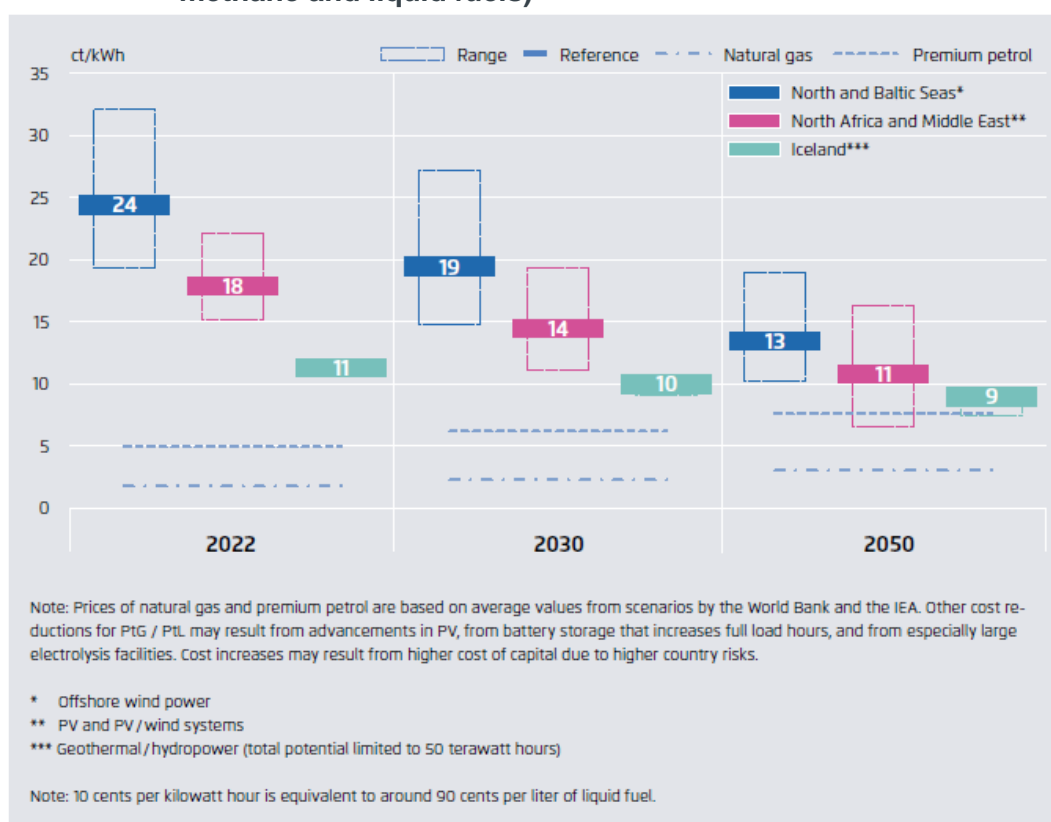 methane and liquid fuels)
ct/kWh
Range Reference Natural gas Premium petrol
North and Baltic Seas*
North Africa and Middle East**
Iceland***
35
30
25
20
15
10
5
0
24
18
11
19
14
10
13
11
9
2022 2030 2050
Note: Prices of natural gas and premium petrol are based on average values from scenarios by the World Bank and the IEA. Other cost re-
ductions for PtG / PtL may result from advancements in PV, from battery storage that increases full load hours, and from especially large
electrolysis facilities. Cost increases may result from higher cost of capital due to higher country risks.
* Offshore wind power
** PV and PV/wind systems
*** Geothermal/hydropower (total potential limited to 50 terawatt hours)
Note: 10 cents per kilowatt hour is equivalent to around 90 cents per liter of liquid fuel.